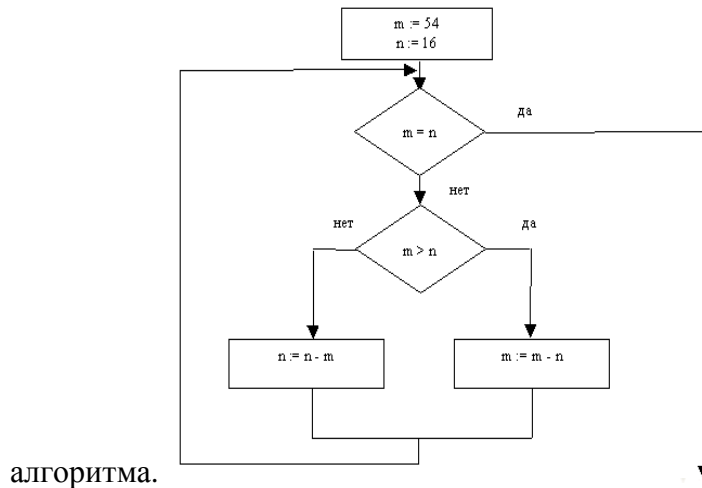 m := 54
n := 16
да
m = n
нет
нет
да
m > n
n := n - m
m := m - n
алгоритма.